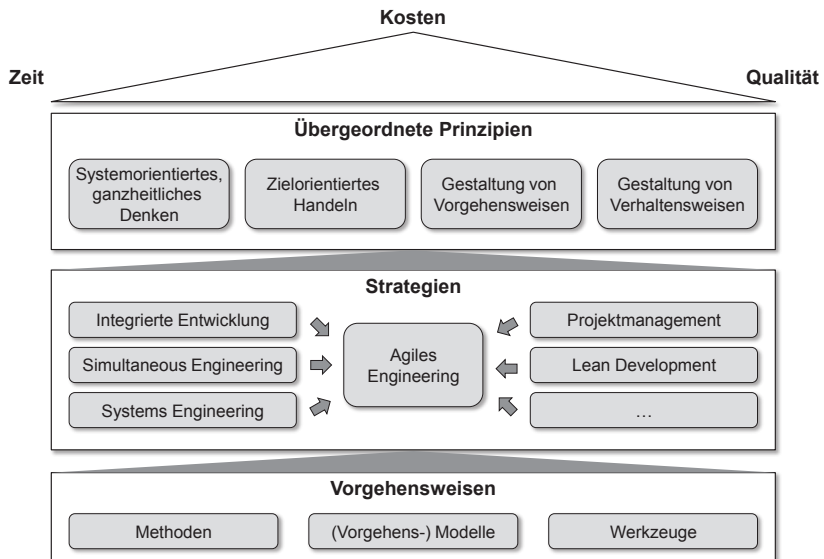 Kosten
Zeit
Qualität
Übergeordnete Prinzipien
Systemorientiertes,
ganzheitliches
Denken
Zielorientiertes
Handeln
Gestaltung von
Vorgehensweisen
Gestaltung von
Verhaltensweisen
Strategien
Integrierte Entwicklung
Simultaneous Engineering
Systems Engineering
Agiles
Engineering
Projektmanagement
Lean Development
...
Vorgehensweisen
Methoden
(Vorgehens-) Modelle
Werkzeuge